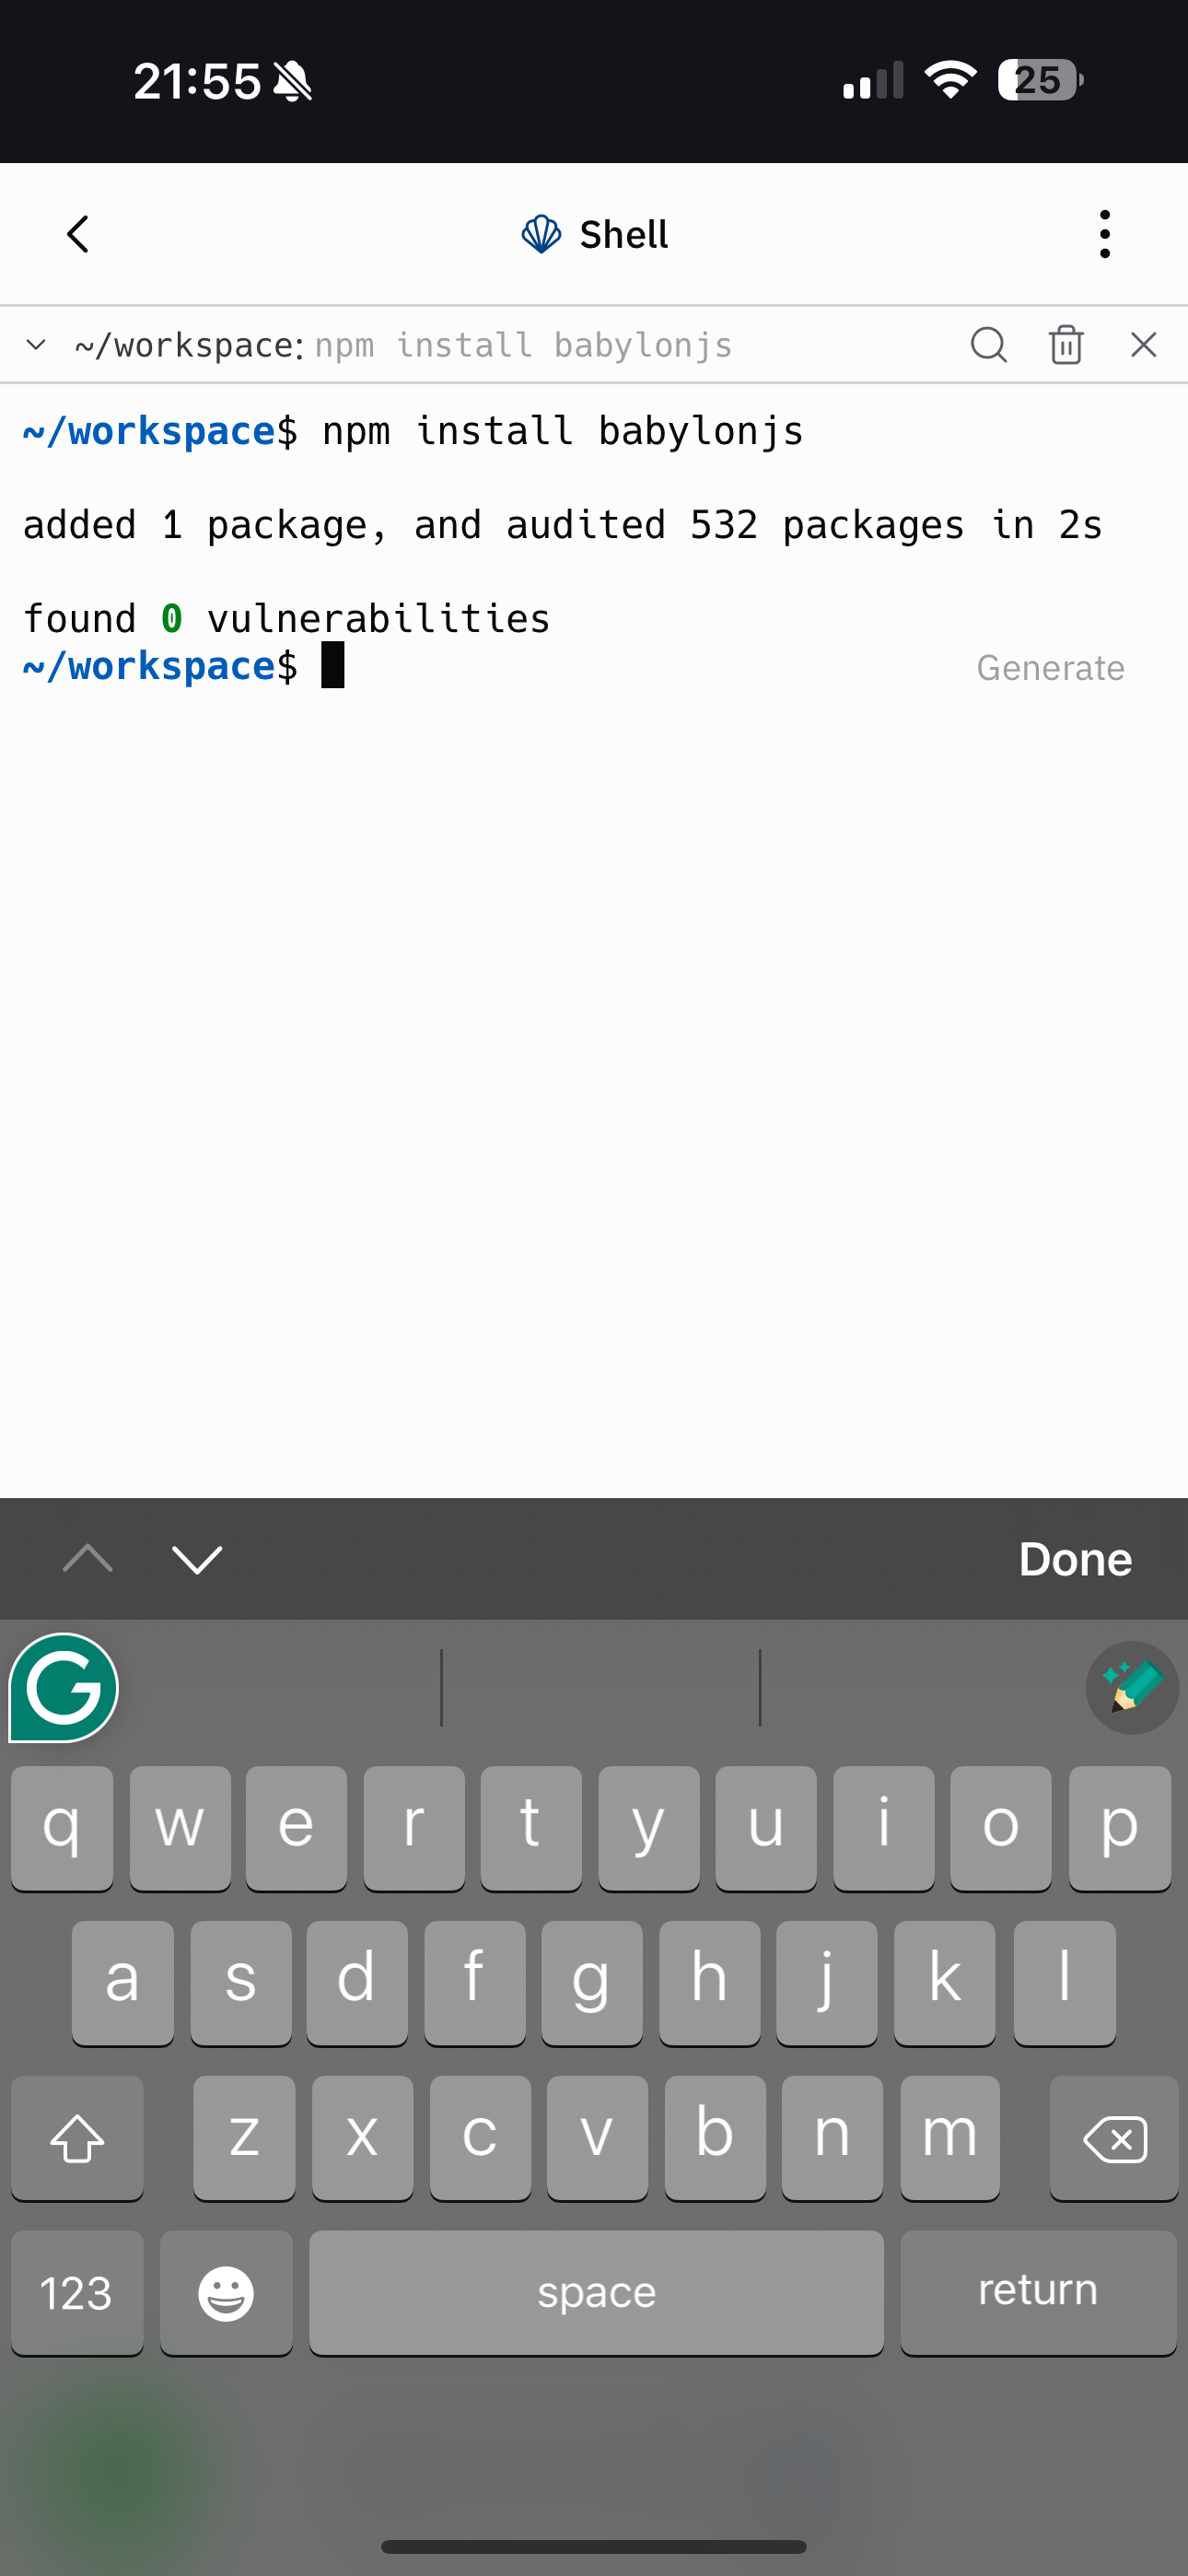 21:55
25
Shell
~/workspace: npm install babylonjs
~/workspace$ npm install babylonjs
added 1 package, and audited 532 packages in 2s
found 0 vulnerabilities
~/workspace$
Generate
Done
q w e r t y u i o p
a s d f g h j k l
z x c v b n m
123 space return